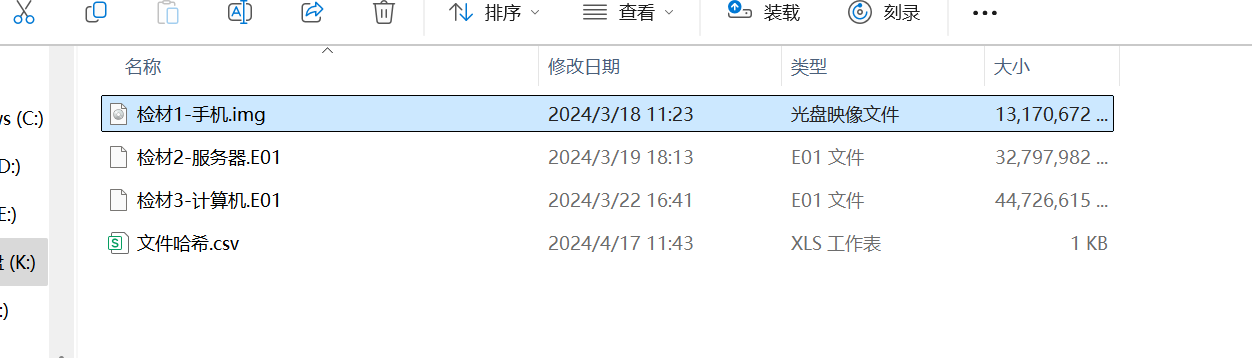 排序 查看 装载 刻录
名称 修改日期 类型 大小
检材1-手机.img 2024/3/18 11:23 光盘映像文件 13,170,672 ...
检材2-服务器.E01 2024/3/19 18:13 E01 文件 32,797,982 ...
检材3-计算机.E01 2024/3/22 16:41 E01 文件 44,726,615 ...
文件哈希.csv 2024/4/17 11:43 XLS 工作表 1 KB
s (C:)
D:)
E:)
(K:)
:)